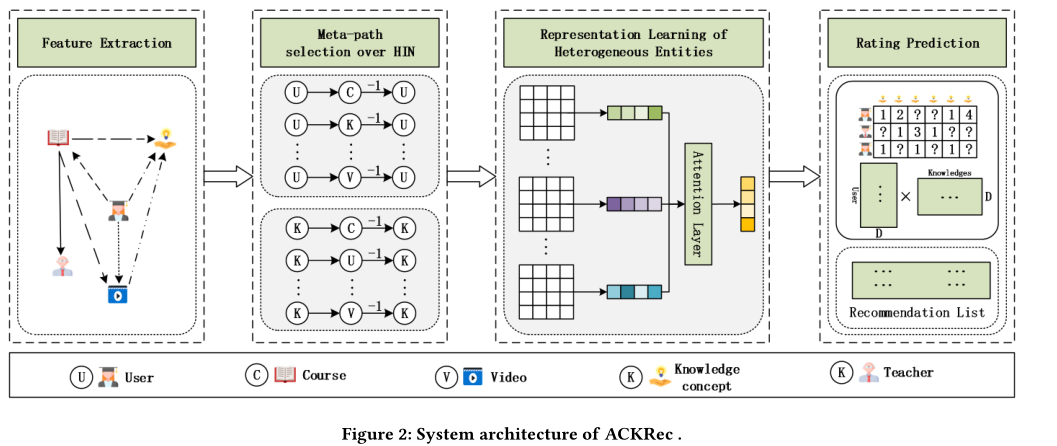 Feature Extraction
Meta-path
selection over HIN
Representation Learning of
Heterogeneous Entities
Rating Prediction
U C -1 U
U K -1 U
U V -1 U
K C -1 K
K U -1 K
K V -1 K
Attention Layer
1 2 ? ? 1 4
? 1 3 1 ? ?
1 ? 1 ? 1 ?
User
D
×
Knowledges
D
Recommendation List
U User
C Course
V Video
K Knowledge
concept
K Teacher
Figure 2: System architecture of ACKRec .